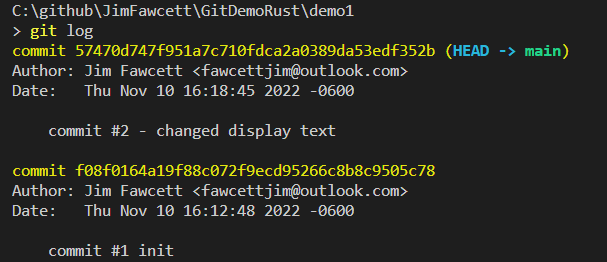 C:\github\JimFawcett\GitDemoRust\demo1
> git log
commit 57470d747f951a7c710fdca2a0389da53edf352b (HEAD -> main)
Author: Jim Fawcett <fawcettjim@outlook.com>
Date:   Thu Nov 10 16:18:45 2022 -0600
commit #2 - changed display text
commit f08f0164a19f88c072f9ecd95266c8b8c9505c78
Author: Jim Fawcett <fawcettjim@outlook.com>
Date:   Thu Nov 10 16:12:48 2022 -0600
commit #1 init